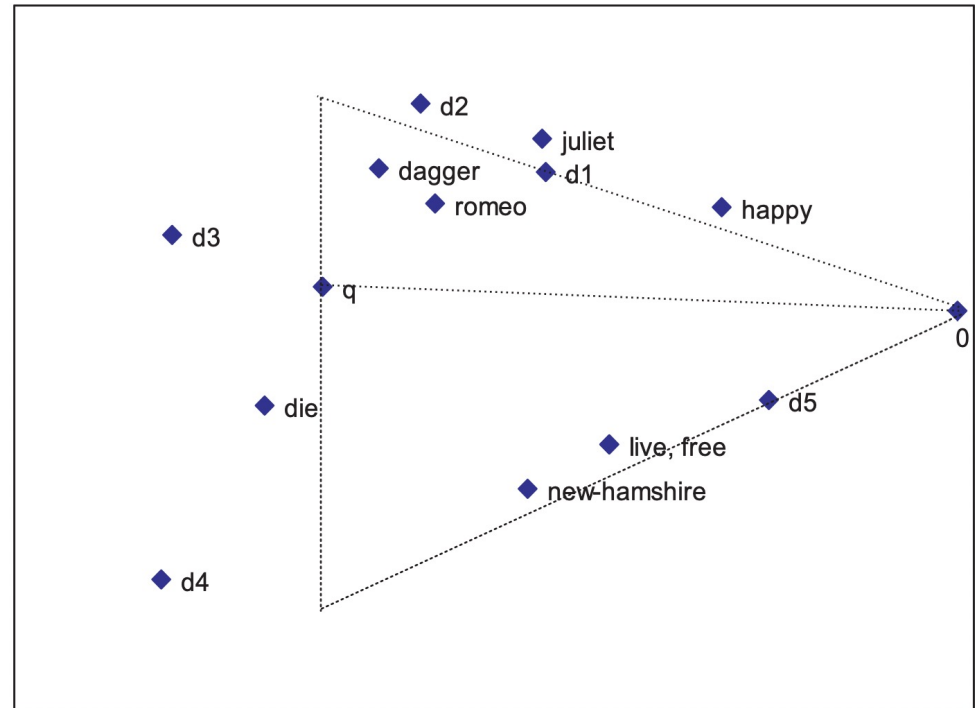 d2
juliet
dagger
d1
romeo
happy
d3
q
0
die
d5
live, free
new-hamshire
d4